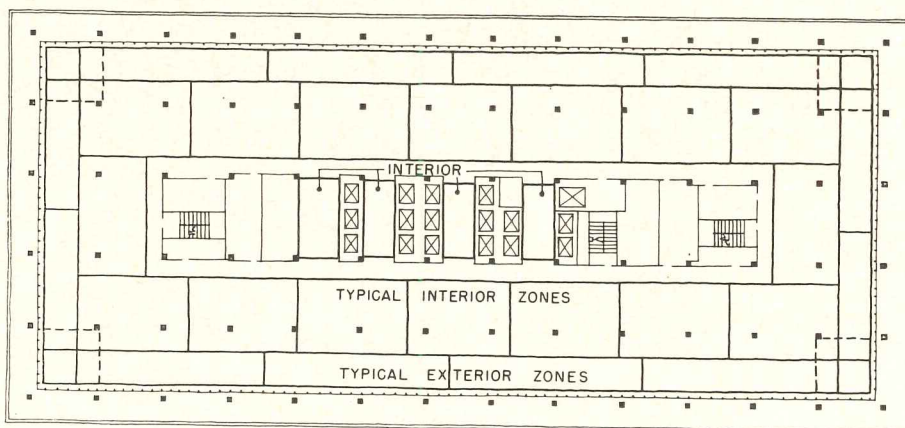 INTERIOR
TYPICAL INTERIOR ZONES
TYPICAL EXTERIOR ZONES